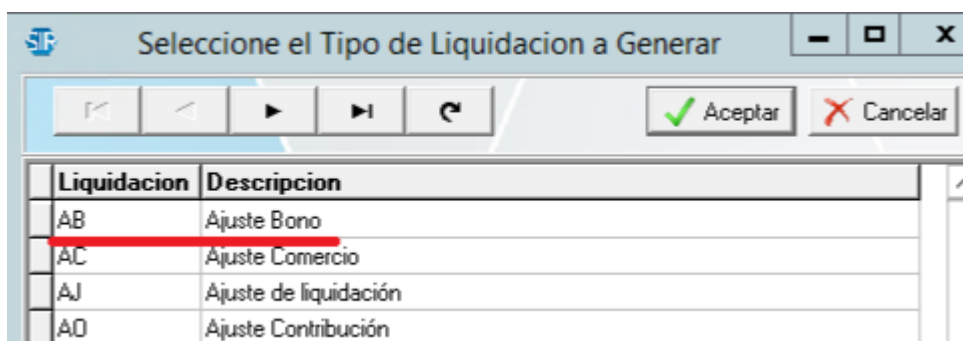 STR
Seleccione el Tipo de Liquidacion a Generar
Aceptar Cancelar
Liquidacion Descripcion
AB Ajuste Bono
AC Ajuste Comercio
AJ Ajuste de liquidación
AO Ajuste Contribución